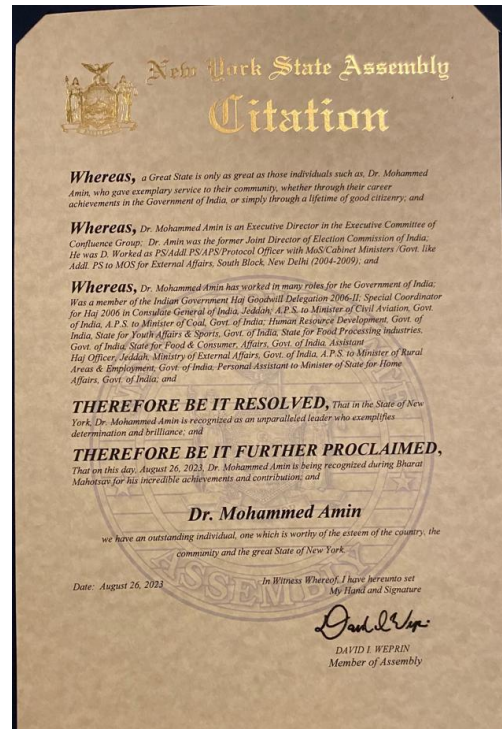 New York State Assembly
Citation
Whereas, a Great State is only as great as those individuals such as, Dr. Mohammed
Amin, who gave exemplary service to their community, whether through their career
achievements in the Government of India, or simply through a lifetime of good citizenry; and
Whereas, Dr. Mohammed Amin is an Executive Director in the Executive Committee of
Confluence Group; Dr. Amin was the former Joint Director of Election Commission of India;
He was D. Worked as PS/Addl PS/APS/Protocol Officer with MoS/Cabinet Ministers /Govt. like
Addl. PS to MOS for External Affairs, South Block, New Delhi (2004-2009); and
Whereas, Dr. Mohammed Amin has worked in many roles for the Government of India;
Was a member of the Indian Government Haj Goodwill Delegation 2006-II; Special Coordinator
for Haj 2006 in Consulate General of India, Jeddah; A.P.S. to Minister of Civil Aviation, Govt.
of India, A.P.S. to Minister of Coal, Govt. of India; Human Resource Development, Govt. of
India, State for Youth Affairs & Sports, Govt. of India, State for Food Processing industries,
Govt. of India, State for Food & Consumer, Affairs, Govt. of India, Assistant
Haj Officer, Jeddah, Ministry of External Affairs, Govt. of India, A.P.S. to Minister of Rural
Areas & Employment, Govt. of India; Personal Assistant to Minister of State for Home
Affairs, Govt. of India; and
THEREFORE BE IT RESOLVED, That in the State of New
York, Dr. Mohammed Amin is recognized as an unparalleled leader who exemplifies
determination and brilliance; and
THEREFORE BE IT FURTHER PROCLAIMED,
That on this day, August 26, 2023, Dr. Mohammed Amin is being recognized during Bharat
Mahotsav for his incredible achievements and contribution; and
Dr. Mohammed Amin
we have an outstanding individual, one which is worthy of the esteem of the country, the
community and the great State of New York.
ASSEMBLY
Date: August 26, 2023
In Witness Whereof, I have hereunto set
My Hand and Signature
David I. Weprin
DAVID I. WEPRIN
Member of Assembly